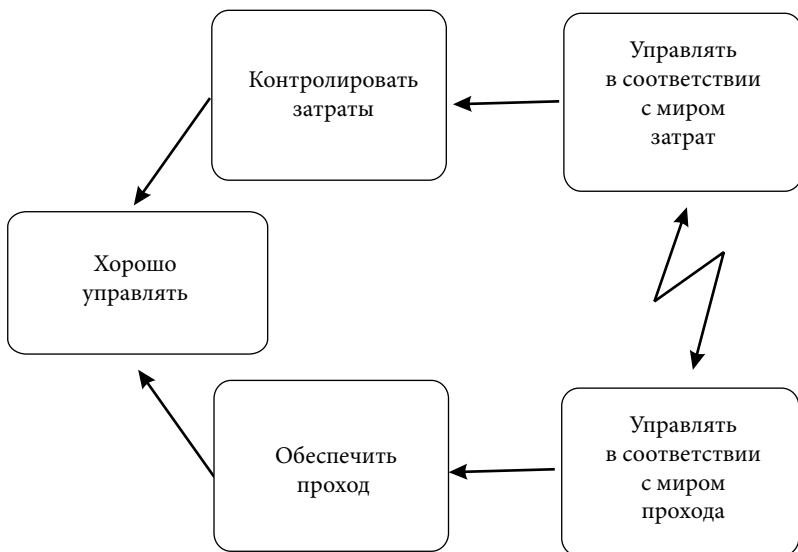 Контролировать
затраты
Управлять
в соответствии
с миром
затрат
Хорошо
управлять
Обеспечить
проход
Управлять
в соответствии
с миром
прохода